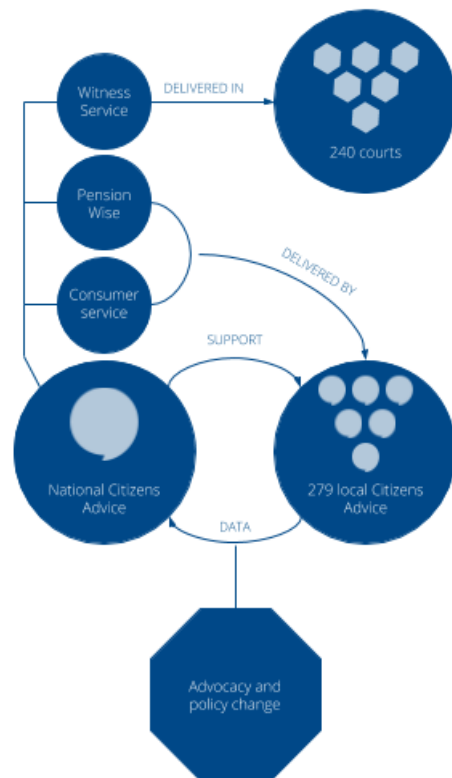 Witness
Service
DELIVERED IN
240 courts
Pension
Wise
Consumer
service
DELIVERED BY
SUPPORT
National Citizens
Advice
279 local Citizens
Advice
DATA
Advocacy and
policy change